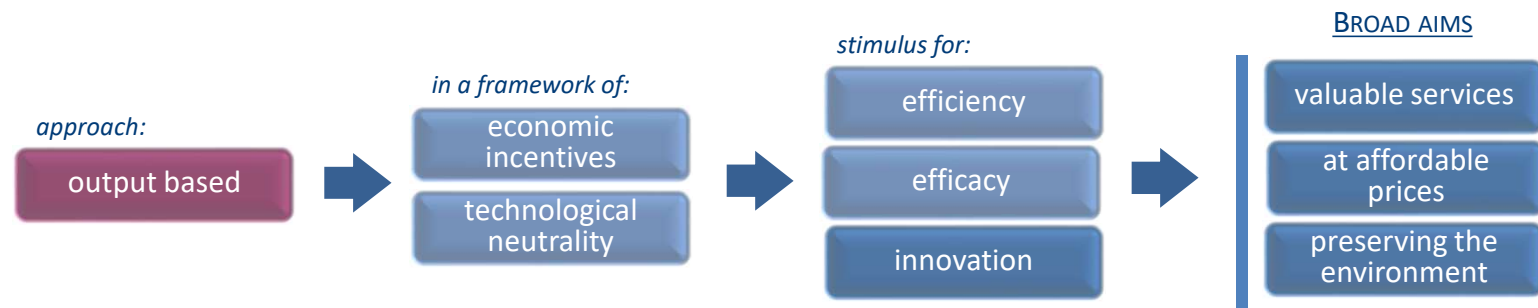 approach:
output based
in a framework of:
economic
incentives
technological
neutrality
stimulus for:
efficiency
efficacy
innovation
BROAD AIMS
valuable services
at affordable
prices
preserving the
environment